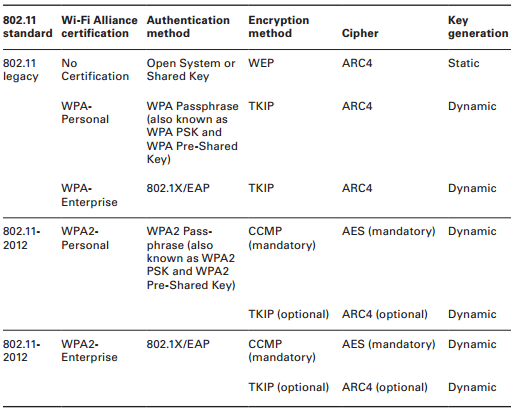 802.11 standard | Wi-Fi Alliance certification | Authentication method | Encryption method | Cipher | Key generation
802.11 legacy | No Certification | Open System or Shared Key | WEP | ARC4 | Static
WPA-Personal | WPA Passphrase (also known as WPA PSK and WPA Pre-Shared Key) | TKIP | ARC4 | Dynamic
WPA-Enterprise | 802.1X/EAP | TKIP | ARC4 | Dynamic
802.11-2012 | WPA2-Personal | WPA2 Pass-phrase (also known as WPA2 PSK and WPA2 Pre-Shared Key) | CCMP (mandatory) | AES (mandatory) | Dynamic
TKIP (optional) | ARC4 (optional) | Dynamic
802.11-2012 | WPA2-Enterprise | 802.1X/EAP | CCMP (mandatory) | AES (mandatory) | Dynamic
TKIP (optional) | ARC4 (optional) | Dynamic